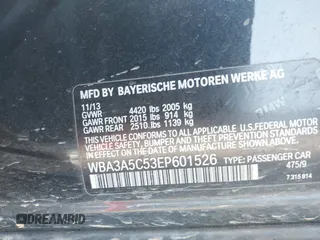 MFD BY BAYERISCHE MOTOREN WERKE AG
11/13
GVWR 4420 lbs 2005 kg
GAWR FRONT 2015 lbs 914 kg
GAWR REAR 2510 lbs 1139 kg
THIS VEHICLE CONFORMS TO ALL APPLICABLE U.S. FEDERAL MOTOR
VEHICLE SAFETY, BUMPER, AND THEFT PREVENTION
STANDARDS IN EFFECT ON THE DATE OF
MANUFACTURE SHOWN ABOVE.
WBA3A5C53EP601526 TYPE: PASSENGER CAR
475/9
7 315 814
DREAMBID